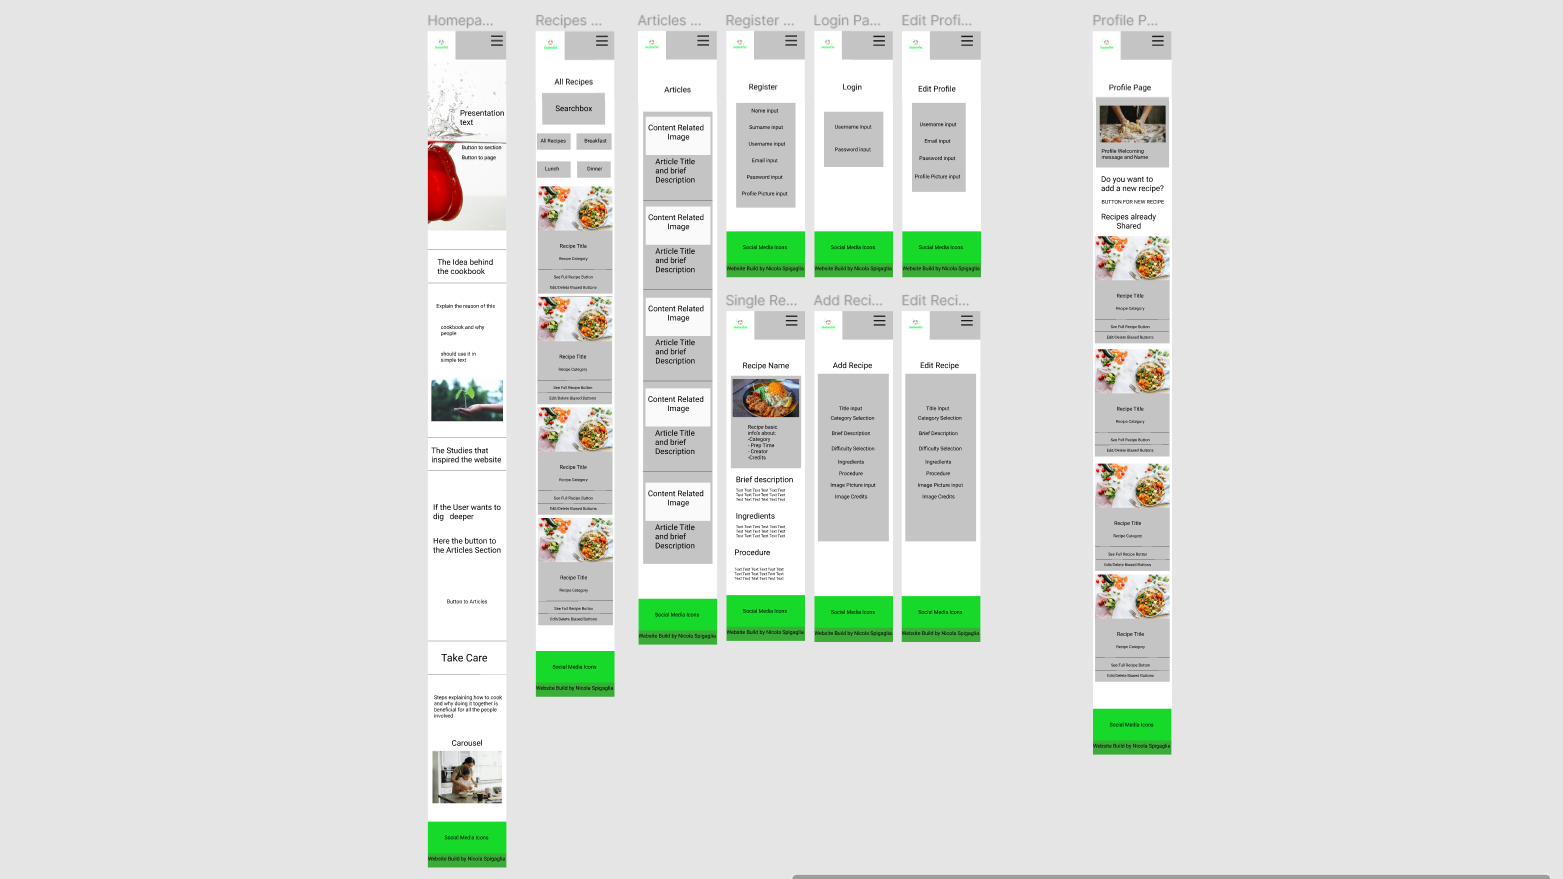 Homepa...
Presentation
text
Button to section
Button to page
The Idea behind
the cookbook
Explain the reason of this
cookbook and why
people
should use it in
simple text
The Studies that
inspired the website
If the User wants to
dig deeper
Here the button to
the Articles Section
Button to Articles
Take Care
Steps explaining how to cook
and why doing it together is
beneficial for all the people
involved
Carousel
Social Media Icons
Website Build by Nicola Spigaglia
Recipes ...
All Recipes
Searchbox
All Recipes
Breakfast
Lunch
Dinner
Recipe Title
Recipe Category
See Full Recipe Button
Edit/Delete Biased Buttons
Recipe Title
Recipe Category
See Full Recipe Button
Edit/Delete Biased Buttons
Recipe Title
Recipe Category
See Full Recipe Button
Edit/Delete Biased Buttons
Recipe Title
Recipe Category
See Full Recipe Button
Edit/Delete Biased Buttons
Social Media Icons
Website Build by Nicola Spigaglia
Articles ...
Articles
Content Related
Image
Article Title
and brief
Description
Content Related
Image
Article Title
and brief
Description
Content Related
Image
Article Title
and brief
Description
Content Related
Image
Article Title
and brief
Description
Content Related
Image
Article Title
and brief
Description
Social Media Icons
Website Build by Nicola Spigaglia
Register ...
Register
Name input
Surname input
Username input
Email input
Password input
Profile Picture input
Social Media Icons
Website Build by Nicola Spigaglia
Login Pa...
Login
Username input
Password input
Social Media Icons
Website Build by Nicola Spigaglia
Edit Profi...
Edit Profile
Username input
Email input
Password input
Profile Picture input
Social Media Icons
Website Build by Nicola Spigaglia
Single Re...
Recipe Name
Recipe basic
info's about:
-Category
- Prep Time
- Creator
-Credits
Brief description
Text Text Text Text Text Text
Text Text Text Text Text Text
Text Text Text Text Text Text
Ingredients
Text Text Text Text Text Text
Text Text Text Text Text Text
Text Text Text Text Text Text
Procedure
Text Text Text Text Text Text
Text Text Text Text Text Text
Text Text Text Text Text Text
Social Media Icons
Website Build by Nicola Spigaglia
Add Reci...
Add Recipe
Title Input
Category Selection
Brief Description
Difficulty Selection
Ingredients
Procedure
Image Picture input
Image Credits
Social Media Icons
Website Build by Nicola Spigaglia
Edit Reci...
Edit Recipe
Title Input
Category Selection
Brief Description
Difficulty Selection
Ingredients
Procedure
Image Picture input
Image Credits
Social Media Icons
Website Build by Nicola Spigaglia
Profile P...
Profile Page
Profile Welcoming
message and Name
Do you want to
add a new recipe?
BUTTON FOR NEW RECIPE
Recipes already
Shared
Recipe Title
Recipe Category
See Full Recipe Button
Edit/Delete Biased Buttons
Recipe Title
Recipe Category
See Full Recipe Button
Edit/Delete Biased Buttons
Recipe Title
Recipe Category
See Full Recipe Button
Edit/Delete Biased Buttons
Recipe Title
Recipe Category
See Full Recipe Button
Edit/Delete Biased Buttons
Social Media Icons
Website Build by Nicola Spigaglia